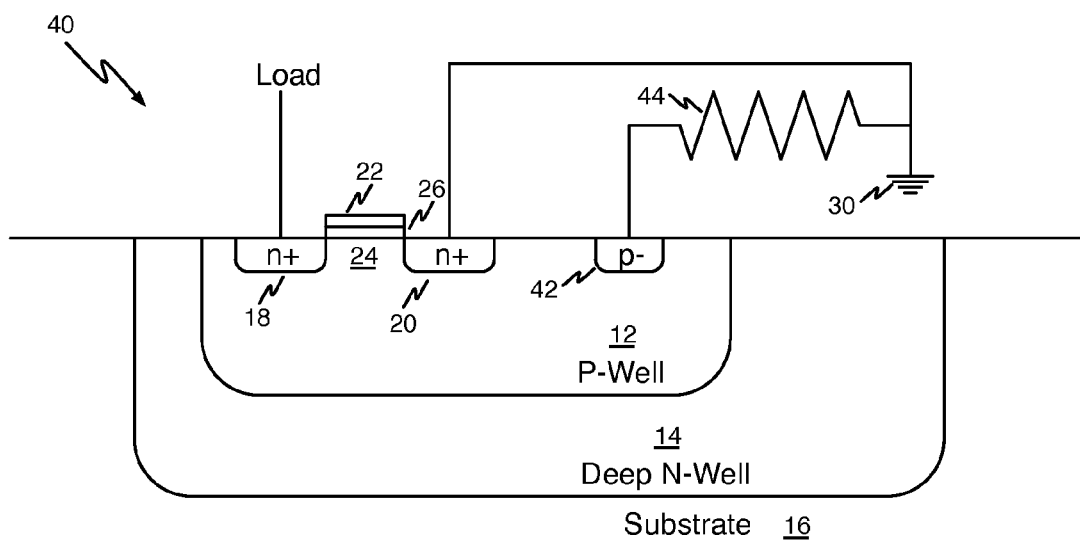 40
Load
44
22
26
30
n+
24
n+
p-
42
18
20
12
P-Well
14
Deep N-Well
Substrate 16